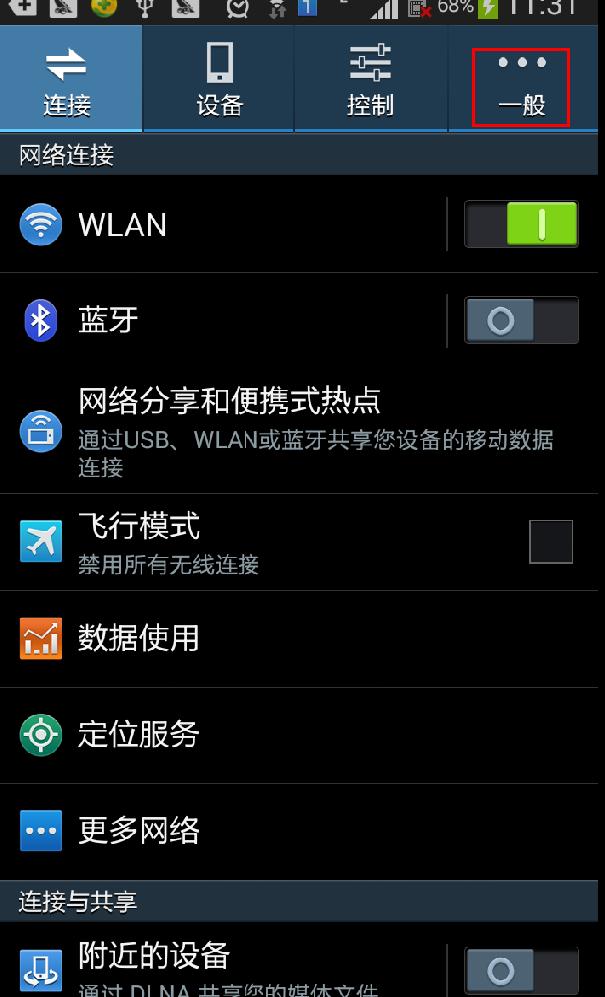 68% 11:31
连接 设备 控制 一般
网络连接
WLAN
蓝牙
网络分享和便携式热点
通过USB、WLAN或蓝牙共享您设备的移动数据
连接
飞行模式
禁用所有无线连接
数据使用
定位服务
更多网络
连接与共享
附近的设备
通过 DLNA 共享您的媒体文件